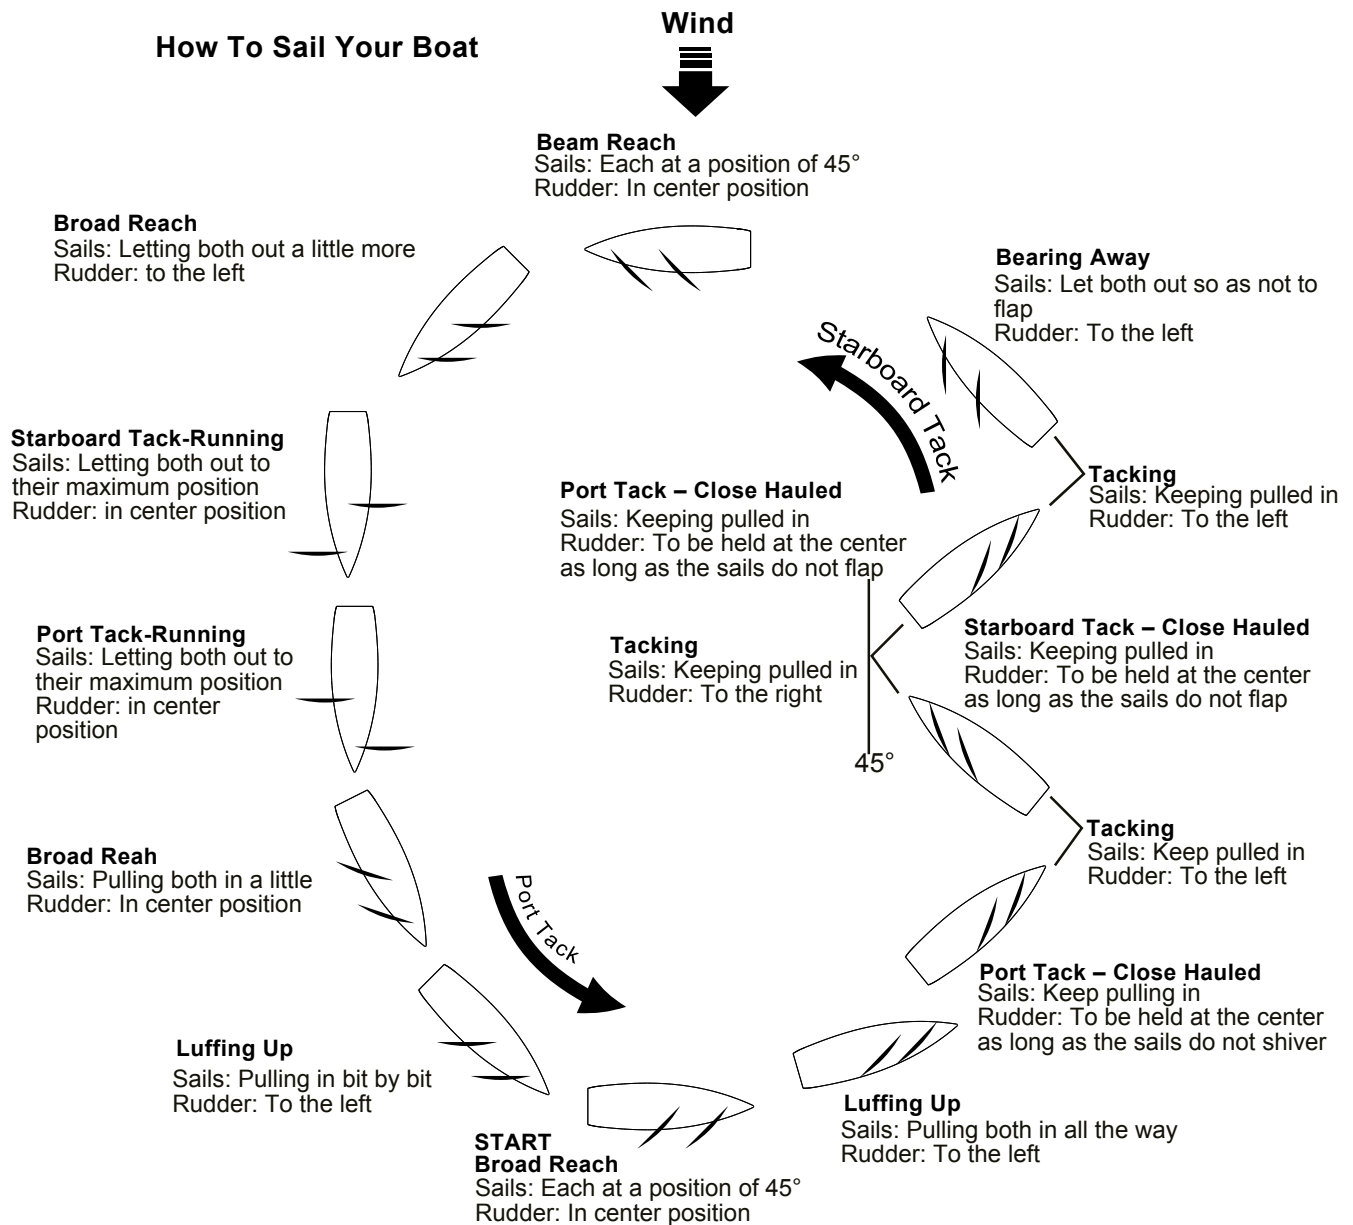 How To Sail Your Boat
Wind
Beam Reach
Sails: Each at a position of 45°
Rudder: In center position
Broad Reach
Sails: Letting both out a little more
Rudder: to the left
Bearing Away
Sails: Let both out so as not to
flap
Rudder: To the left
Starboard Tack
Starboard Tack-Running
Sails: Letting both out to
their maximum position
Rudder: in center position
Tacking
Sails: Keeping pulled in
Rudder: To the left
Port Tack – Close Hauled
Sails: Keeping pulled in
Rudder: To be held at the center
as long as the sails do not flap
Port Tack-Running
Sails: Letting both out to
their maximum position
Rudder: in center
position
Tacking
Sails: Keeping pulled in
Rudder: To the right
45°
Starboard Tack – Close Hauled
Sails: Keeping pulled in
Rudder: To be held at the center
as long as the sails do not flap
Broad Reah
Sails: Pulling both in a little
Rudder: In center position
Port Tack
Tacking
Sails: Keep pulled in
Rudder: To the left
Port Tack – Close Hauled
Sails: Keep pulling in
Rudder: To be held at the center
as long as the sails do not shiver
Luffing Up
Sails: Pulling in bit by bit
Rudder: To the left
START
Broad Reach
Sails: Each at a position of 45°
Rudder: In center position
Luffing Up
Sails: Pulling both in all the way
Rudder: To the left